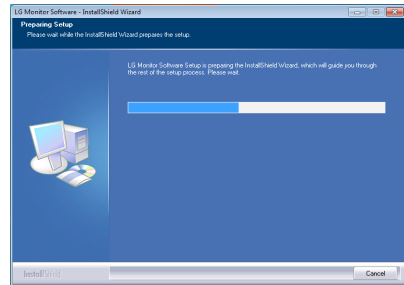 LG Monitor Software - InstallShield Wizard
Preparing Setup
Please wait while the InstallShield Wizard prepares the setup.
LG Monitor Software Setup is preparing the InstallShield Wizard, which will guide you through
the rest of the setup process. Please wait.
InstallShield
Cancel